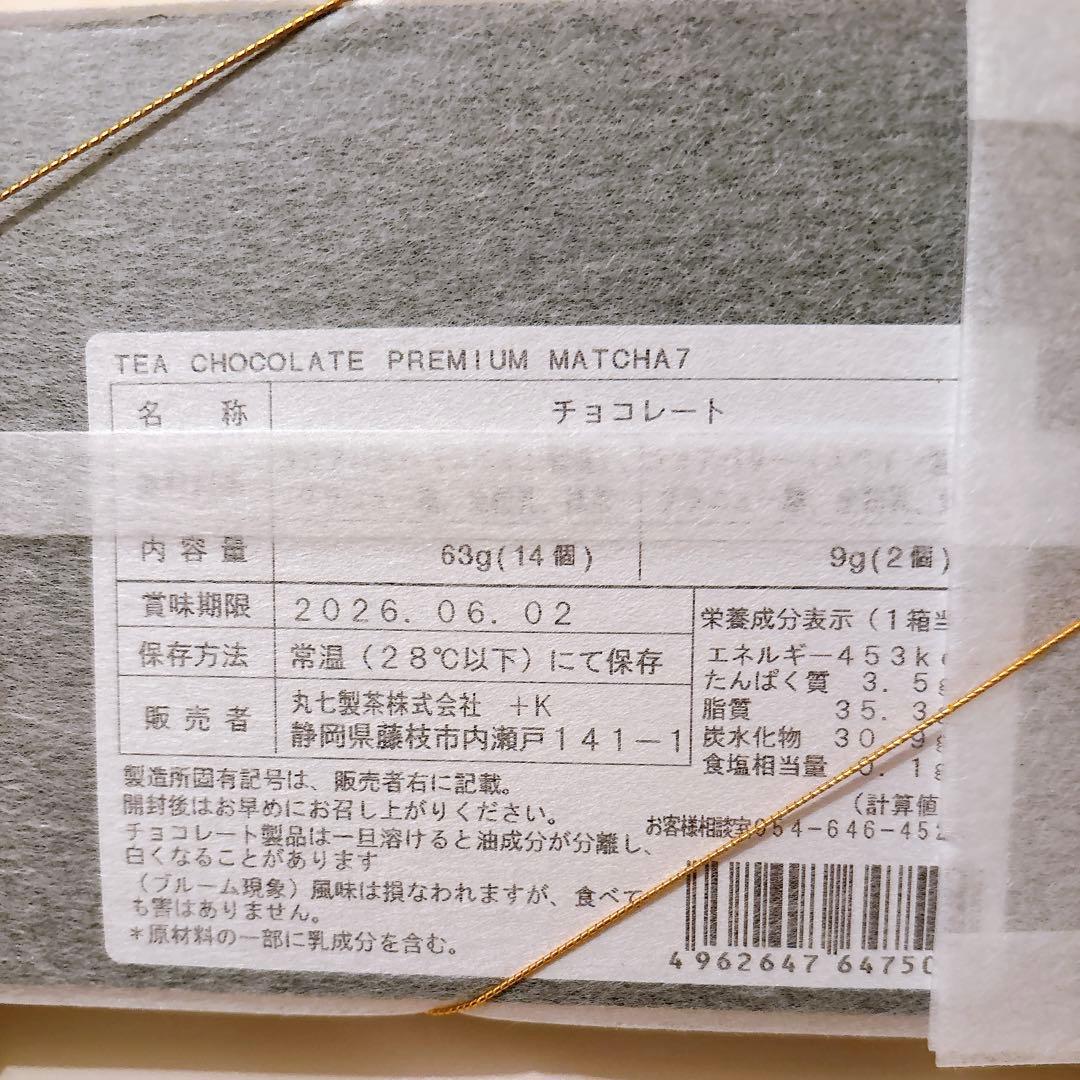 TEA CHOCOLATE PREMIUM MATCHA7
名称 チョコレート
内容量 63g(14個) 9g(2個)
賞味期限 2026.06.02
保存方法 常温(28℃以下)にて保存
販売者 丸七製茶株式会社 +K
静岡県藤枝市内瀬戸141-1
栄養成分表示(1箱当
エネルギー453k
たんぱく質 3.5g
脂質 35.3g
炭水化物 30.9g
食塩相当量 0.1g
(計算値
製造所固有記号は、販売者右に記載。
開封後はお早めにお召し上がりください。
チョコレート製品は一旦溶けると油成分が分離し、
白くなることがあります
(ブルーム現象)風味は損なわれますが、食べて
も害はありません。
*原材料の一部に乳成分を含む。
お客様相談室054-646-452
4 962647 64750